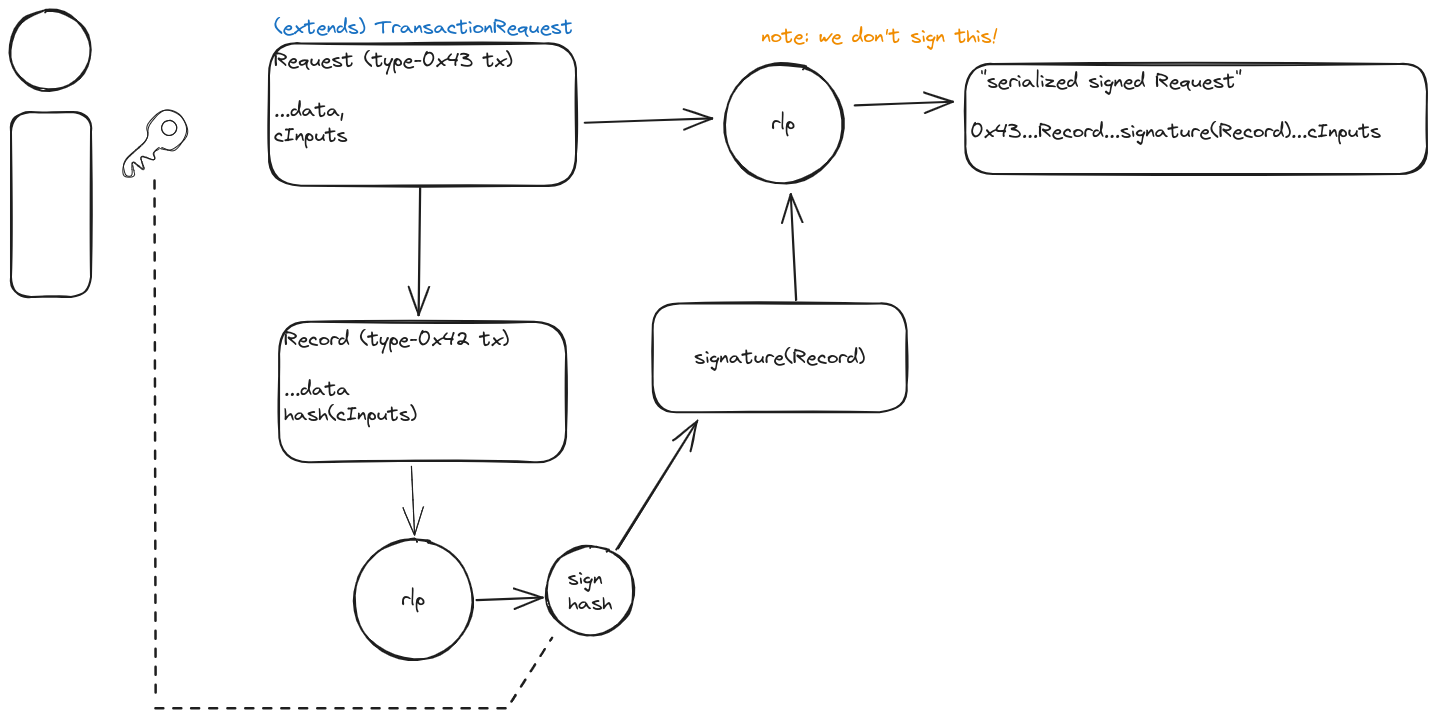 (extends) TransactionRequest
Request (type-0x43 tx)
...data,
cInputs
note: we don't sign this!
rlp
"serialized signed Request"
0x43...Record...signature(Record)...cInputs
Record (type-0x42 tx)
...data
hash(cInputs)
signature(Record)
rlp
sign
hash